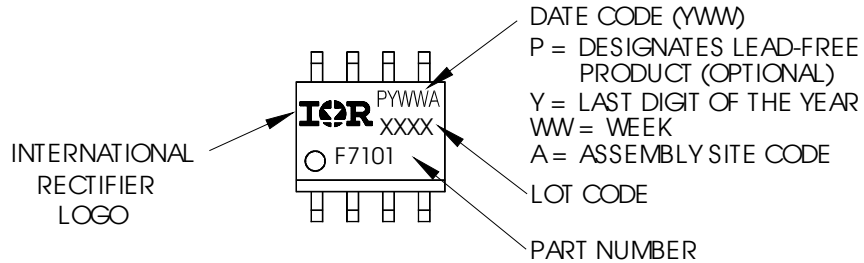 DATE CODE (YWW)
P = DESIGNATES LEAD-FREE
PRODUCT (OPTIONAL)
Y = LAST DIGIT OF THE YEAR
WW = WEEK
A = ASSEMBLY SITE CODE
LOT CODE
PART NUMBER
INTERNATIONAL
RECTIFIER
LOGO
PYWWA
IOR
XXXX
F7101